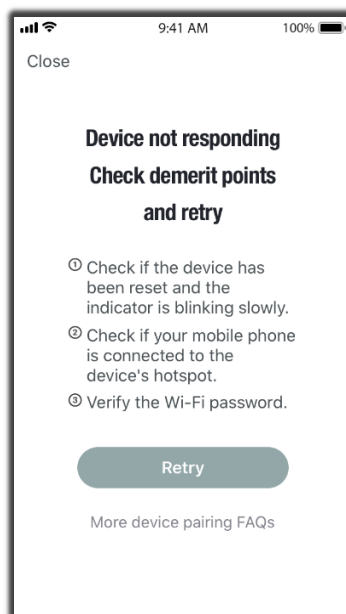 9:41 AM
100%
Close
Device not responding
Check demerit points
and retry
① Check if the device has
been reset and the
indicator is blinking slowly.
② Check if your mobile phone
is connected to the
device's hotspot.
③ Verify the Wi-Fi password.
Retry
More device pairing FAQs